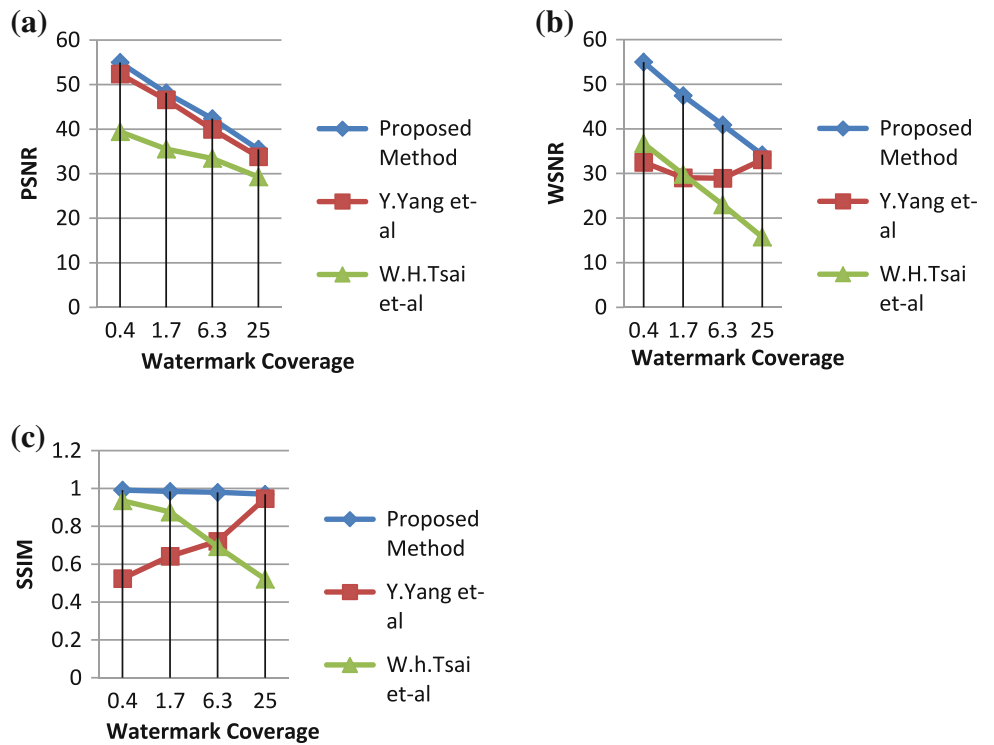 (a)
60
50
40
30
20
10
0
PSNR
0.4 1.7 6.3 25
Watermark Coverage
Proposed
Method
Y.Yang et-
al
W.H.Tsai
et-al
(b)
60
50
40
30
20
10
0
WSNR
0.4 1.7 6.3 25
Watermark Coverage
Proposed
Method
Y.Yang et-
al
W.H.Tsai
et-al
(c)
1.2
1
0.8
0.6
0.4
0.2
0
SSIM
0.4 1.7 6.3 25
Watermark Coverage
Proposed
Method
Y.Yang et-
al
W.h.Tsai
et-al